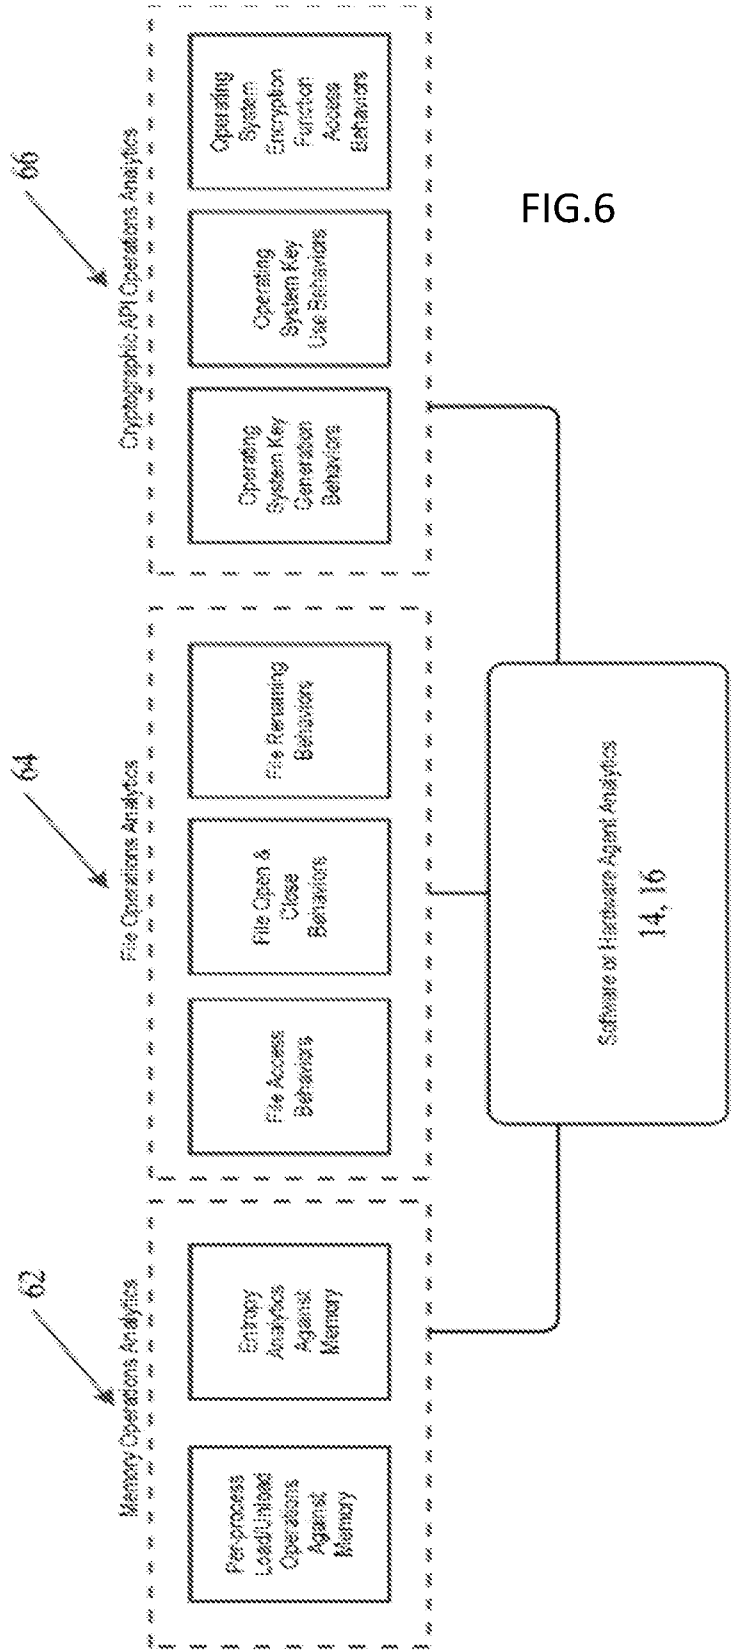 FIG.6
62
Memory Operations Analytics
Per-process
Load/Unload
Operations
Against
Memory
Entropy
Analytics
Against
Memory
64
File Operations Analytics
File Access
Behaviors
File Open &
Close
Behaviors
File Renaming
Behaviors
66
Cryptographic API Operations Analytics
Operating
System Key
Generation
Behaviors
Operating
System Key
Use Behaviors
Operating
System
Encryption
Function
Access
Behaviors
Software or Hardware Agent Analytics
14, 16